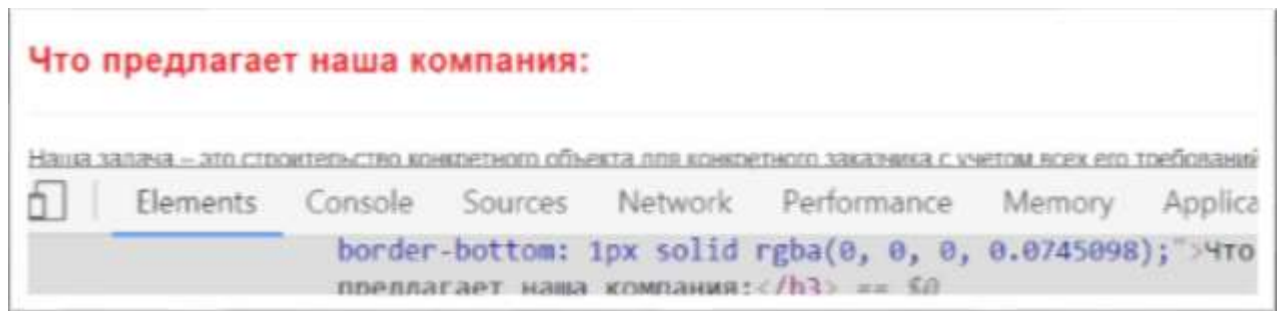 Что предлагает наша компания:
Наша задача – это строительство конкретного объекта для конкретного заказчика с учетом всех его требований
Elements Console Sources Network Performance Memory Applica
border-bottom: 1px solid rgba(0, 0, 0, 0.0745098);">Что
предлагает наша компания:</h3> == $0